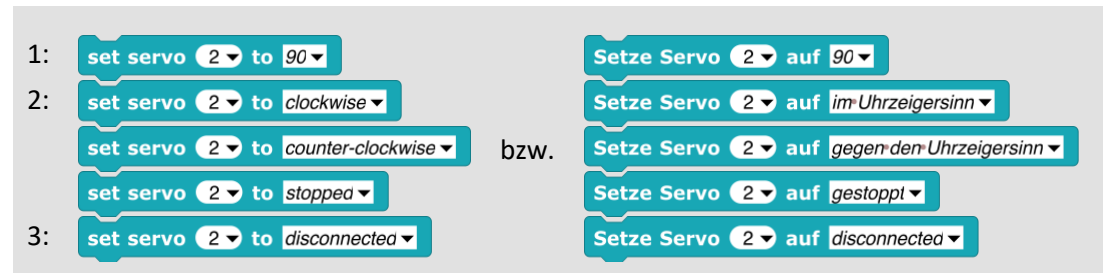 1: set servo 2 to 90 Setze Servo 2 auf 90
2: set servo 2 to clockwise Setze Servo 2 auf im Uhrzeigersinn
set servo 2 to counter-clockwise bzw. Setze Servo 2 auf gegen den Uhrzeigersinn
set servo 2 to stopped Setze Servo 2 auf gestoppt
3: set servo 2 to disconnected Setze Servo 2 auf disconnected